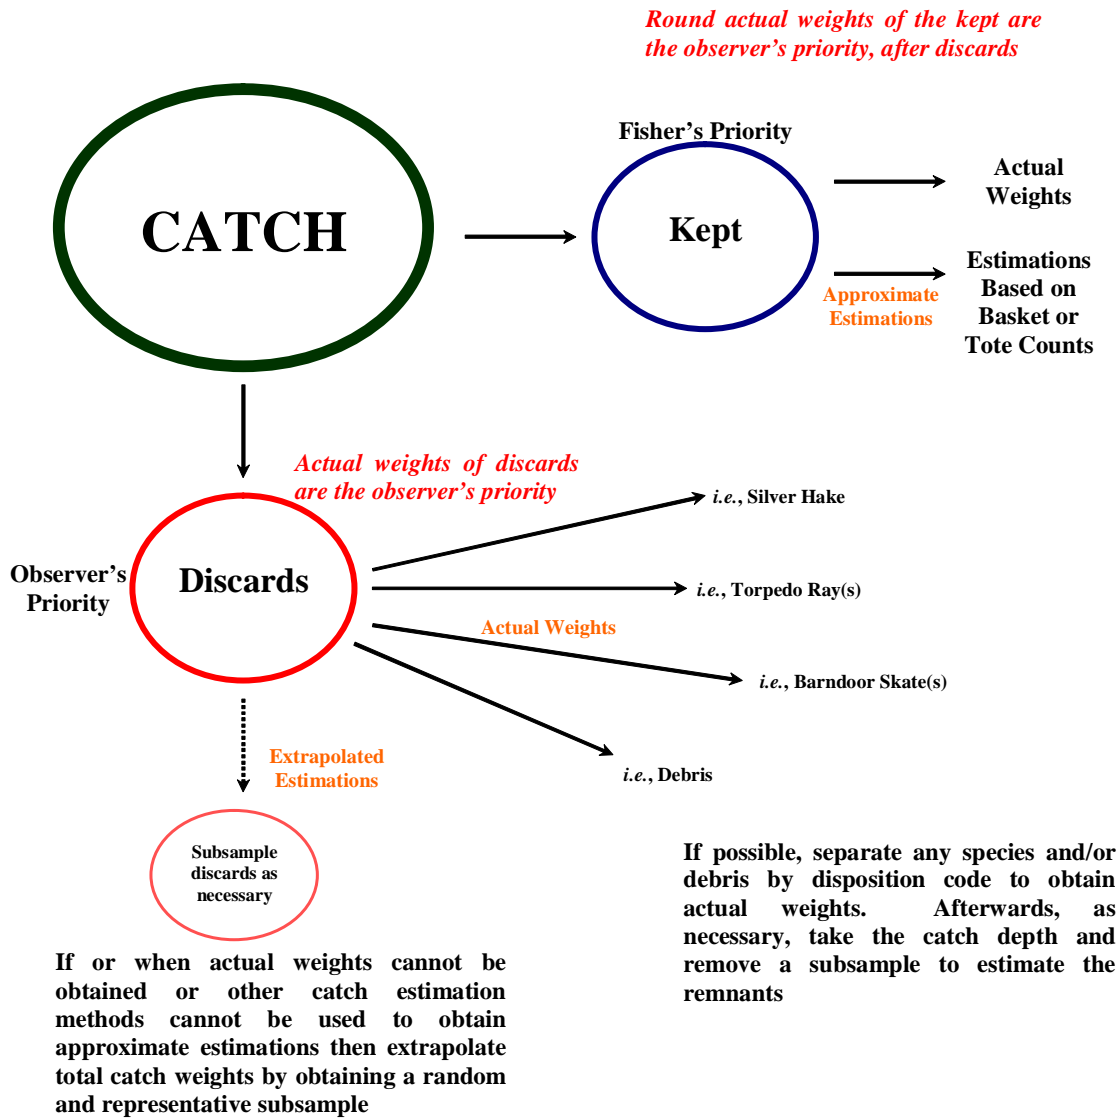 Round actual weights of the kept are
the observer's priority, after discards
Fisher's Priority
CATCH
Kept
Actual
Weights
Approximate
Estimations
Estimations
Based on
Basket or
Tote Counts
Actual weights of discards
are the observer's priority
Observer's
Priority
Discards
i.e., Silver Hake
i.e., Torpedo Ray(s)
Actual Weights
i.e., Barndoor Skate(s)
i.e., Debris
Extrapolated
Estimations
Subsample
discards as
necessary
If or when actual weights cannot be
obtained or other catch estimation
methods cannot be used to obtain
approximate estimations then extrapolate
total catch weights by obtaining a random
and representative subsample
If possible, separate any species and/or
debris by disposition code to obtain
actual weights. Afterwards, as
necessary, take the catch depth and
remove a subsample to estimate the
remnants